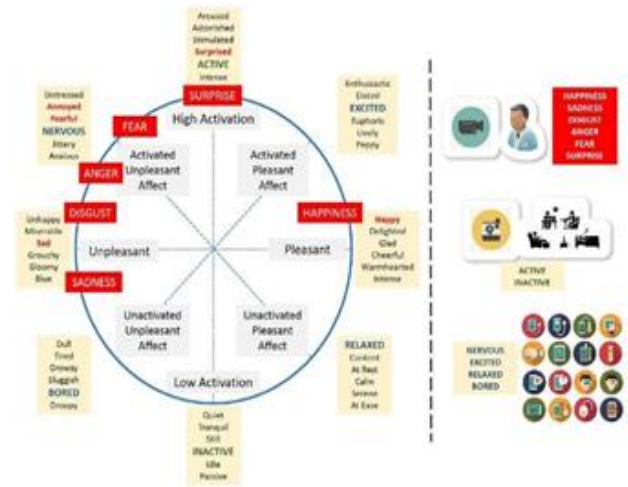 Aroused
Astonished
Stimulated
Surprised
ACTIVE
Intense
SURPRISE
High Activation
Distressed
Annoyed
Fearful
NERVOUS
Jittery
Anxious
FEAR
Enthusiastic
Elated
EXCITED
Euphoric
Lively
Peppy
Activated
Unpleasant
Affect
Activated
Pleasant
Affect
ANGER
DISGUST
HAPPINESS
Unhappy
Miserable
Sad
Grouchy
Gloomy
Blue
Unpleasant
Pleasant
Happy
Delighted
Glad
Cheerful
Warmhearted
Intense
SADNESS
Unactivated
Unpleasant
Affect
Unactivated
Pleasant
Affect
Dull
Tired
Drowsy
Sluggish
BORED
Droopy
RELAXED
Content
At Rest
Calm
Serene
At Ease
Low Activation
Quiet
Tranquil
Still
INACTIVE
Idle
Passive
HAPPINESS
SADNESS
DISGUST
ANGER
FEAR
SURPRISE
ACTIVE
INACTIVE
NERVOUS
EXCITED
RELAXED
BORED